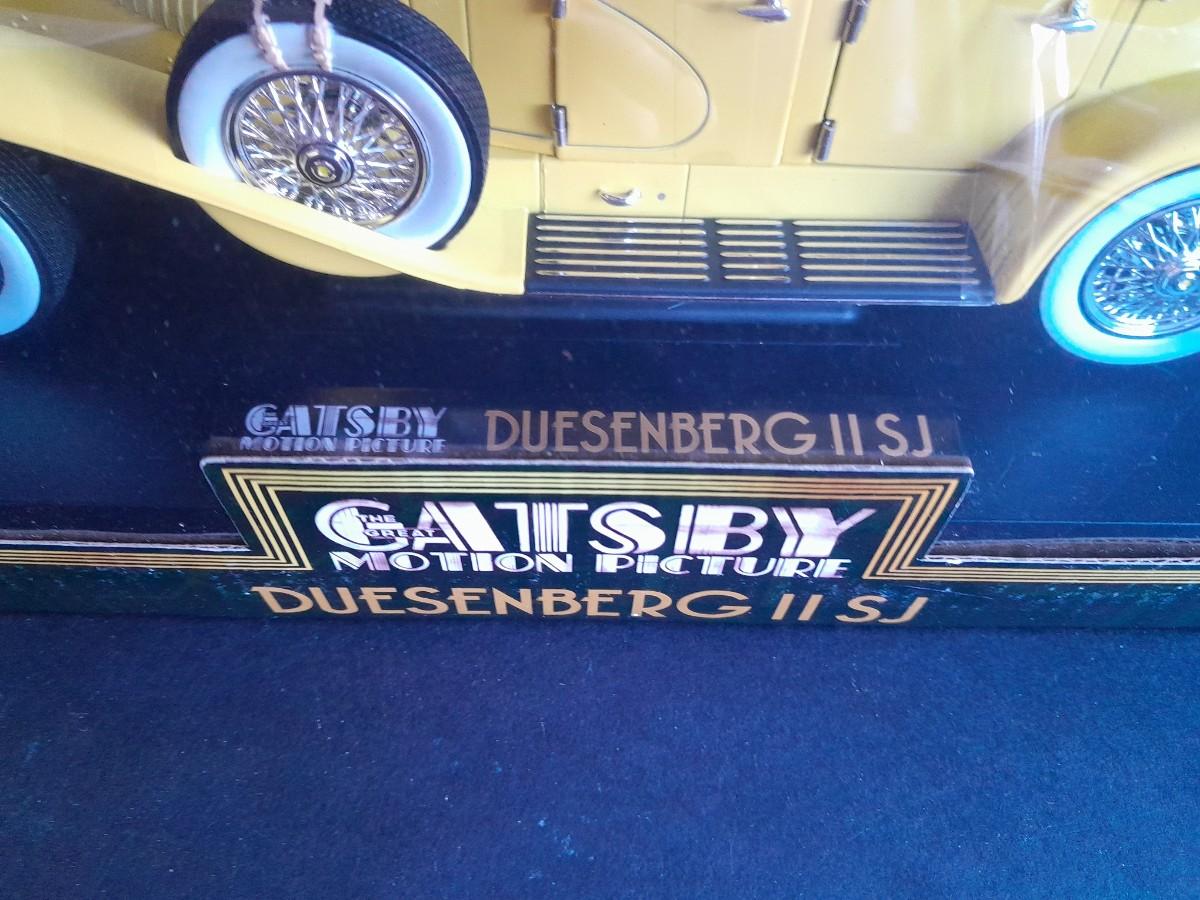 GATSBY
MOTION PICTURE
DUESENBERG II SJ
THE GREAT GATSBY
MOTION PICTURE
DUESENBERG II SJ